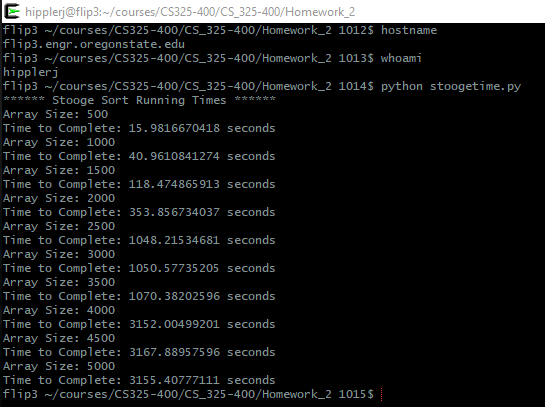 hipplerj@flip3:~/courses/CS325-400/CS_325-400/Homework_2
flip3 ~/courses/CS325-400/CS_325-400/Homework_2 1012$ hostname
flip3.engr.oregonstate.edu
flip3 ~/courses/CS325-400/CS_325-400/Homework_2 1013$ whoami
hipplerj
flip3 ~/courses/CS325-400/CS_325-400/Homework_2 1014$ python stoogetime.py
****** Stooge Sort Running Times ******
Array Size: 500
Time to Complete: 15.9816670418 seconds
Array Size: 1000
Time to Complete: 40.9610841274 seconds
Array Size: 1500
Time to Complete: 118.474865913 seconds
Array Size: 2000
Time to Complete: 353.856734037 seconds
Array Size: 2500
Time to Complete: 1048.21534681 seconds
Array Size: 3000
Time to Complete: 1050.57735205 seconds
Array Size: 3500
Time to Complete: 1070.38202596 seconds
Array Size: 4000
Time to Complete: 3152.00499201 seconds
Array Size: 4500
Time to Complete: 3167.88957596 seconds
Array Size: 5000
Time to Complete: 3155.40777111 seconds
flip3 ~/courses/CS325-400/CS_325-400/Homework_2 1015$